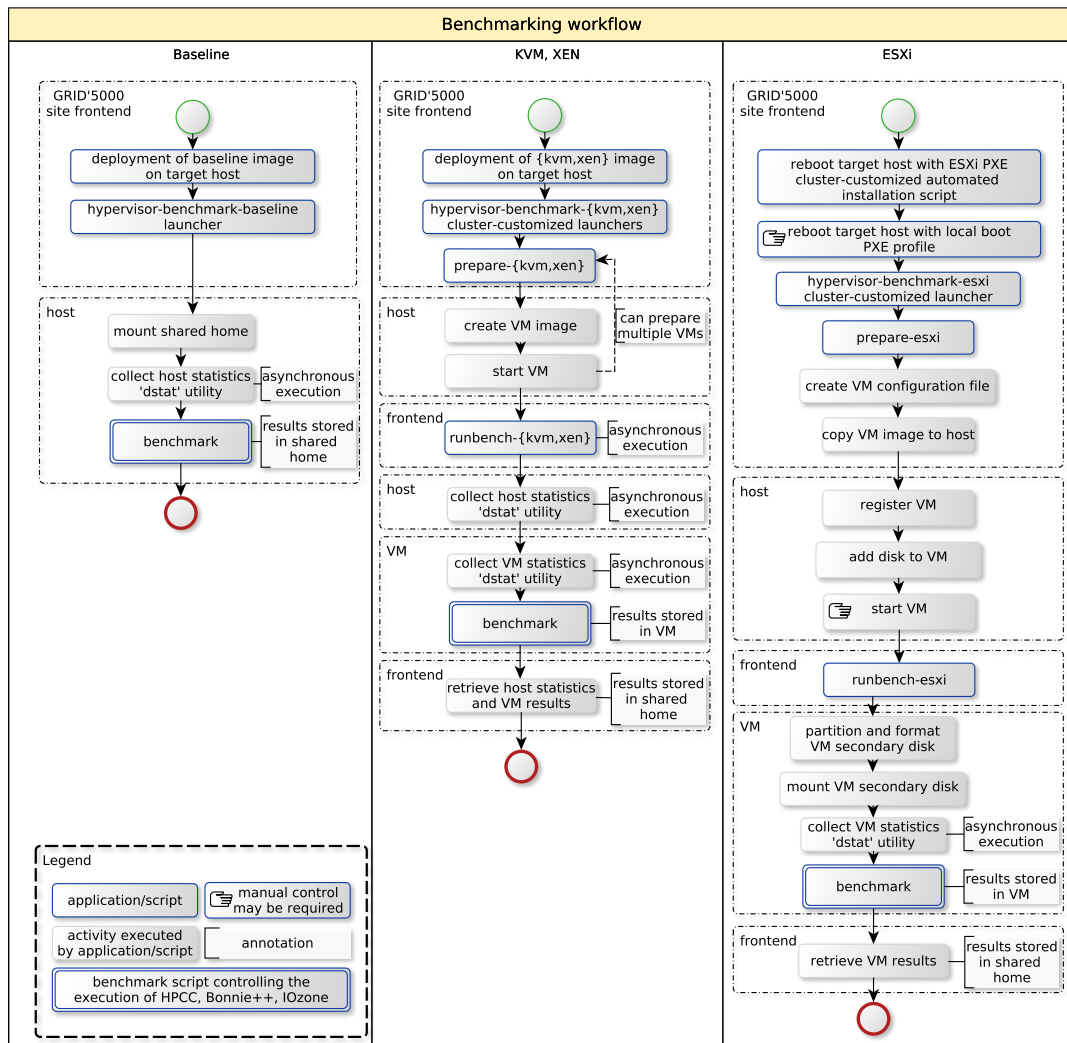 Benchmarking workflow
Baseline
GRID'5000
site frontend
deployment of baseline image
on target host
hypervisor-benchmark-baseline
launcher
host
mount shared home
collect host statistics
'dstat' utility
asynchronous
execution
benchmark
results stored
in shared
home
KVM, XEN
GRID'5000
site frontend
deployment of {kvm,xen} image
on target host
hypervisor-benchmark-{kvm,xen}
cluster-customized launchers
prepare-{kvm,xen}
host
create VM image
can prepare
multiple VMs
start VM
frontend
runbench-{kvm,xen}
asynchronous
execution
host
collect host statistics
'dstat' utility
asynchronous
execution
VM
collect VM statistics
'dstat' utility
asynchronous
execution
benchmark
results stored
in VM
frontend
retrieve host statistics
and VM results
results stored
in shared
home
ESXi
GRID'5000
site frontend
reboot target host with ESXi PXE
cluster-customized automated
installation script
reboot target host with local boot
PXE profile
hypervisor-benchmark-esxi
cluster-customized launcher
prepare-esxi
create VM configuration file
copy VM image to host
host
register VM
add disk to VM
start VM
frontend
runbench-esxi
VM
partition and format
VM secondary disk
mount VM secondary disk
collect VM statistics
'dstat' utility
asynchronous
execution
benchmark
results stored
in VM
frontend
retrieve VM results
results stored
in shared
home
Legend
application/script
manual control
may be required
activity executed
by application/script
annotation
benchmark script controlling the
execution of HPCC, Bonnie++, IOzone